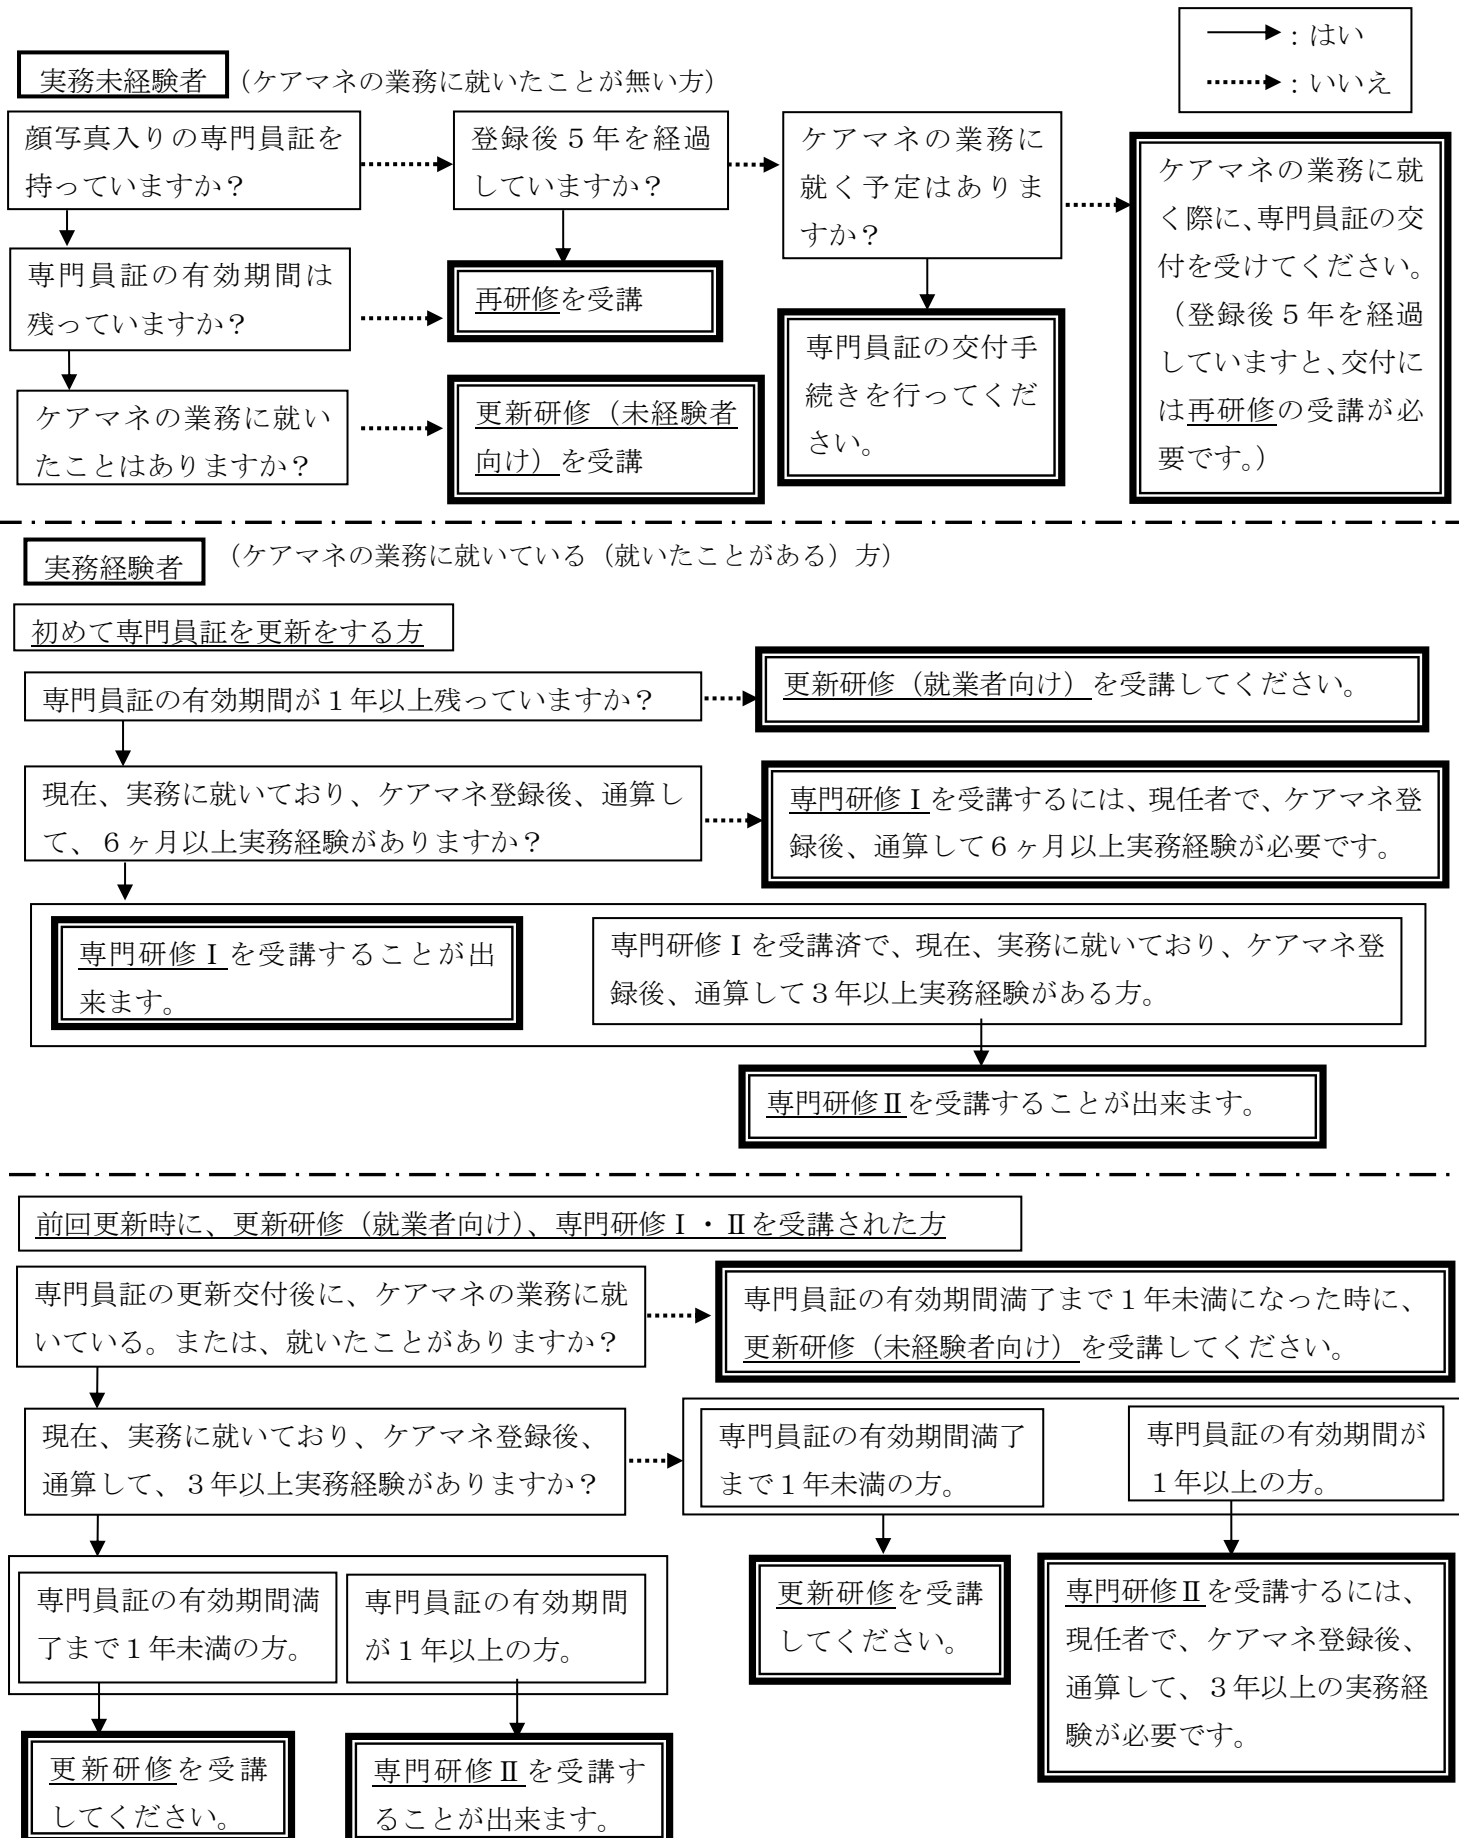 ：はい
：いいえ
実務未経験者 （ケアマネの業務に就いたことが無い方）
顔写真入りの専門員証を
持っていますか？
登録後５年を経過
していますか？
ケアマネの業務に
就く予定はありま
すか？
ケアマネの業務に就
く際に、専門員証の交
付を受けてください。
（登録後５年を経過
していますと、交付に
は再研修の受講が必
要です。）
専門員証の有効期間は
残っていますか？
再研修を受講
専門員証の交付手
続きを行ってくだ
さい。
ケアマネの業務に就い
たことはありますか？
更新研修（未経験者
向け）を受講
実務経験者 （ケアマネの業務に就いている（就いたことがある）方）
初めて専門員証を更新をする方
専門員証の有効期間が１年以上残っていますか？
更新研修（就業者向け）を受講してください。
現在、実務に就いており、ケアマネ登録後、通算し
て、６ヶ月以上実務経験がありますか？
専門研修Ⅰを受講するには、現任者で、ケアマネ登
録後、通算して６ヶ月以上実務経験が必要です。
専門研修Ⅰを受講することが出
来ます。
専門研修Ⅰを受講済で、現在、実務に就いており、ケアマネ登
録後、通算して３年以上実務経験がある方。
専門研修Ⅱを受講することが出来ます。
前回更新時に、更新研修（就業者向け）、専門研修Ⅰ・Ⅱを受講された方
専門員証の更新交付後に、ケアマネの業務に就
いている。または、就いたことがありますか？
専門員証の有効期間満了まで１年未満になった時に、
更新研修（未経験者向け）を受講してください。
現在、実務に就いており、ケアマネ登録後、
通算して、３年以上実務経験がありますか？
専門員証の有効期間満了
まで１年未満の方。
専門員証の有効期間が
１年以上の方。
専門員証の有効期間満
了まで１年未満の方。
専門員証の有効期間
が１年以上の方。
更新研修を受講
してください。
専門研修Ⅱを受講するには、
現任者で、ケアマネ登録後、
通算して、３年以上の実務経
験が必要です。
更新研修を受講
してください。
専門研修Ⅱを受講す
ることが出来ます。